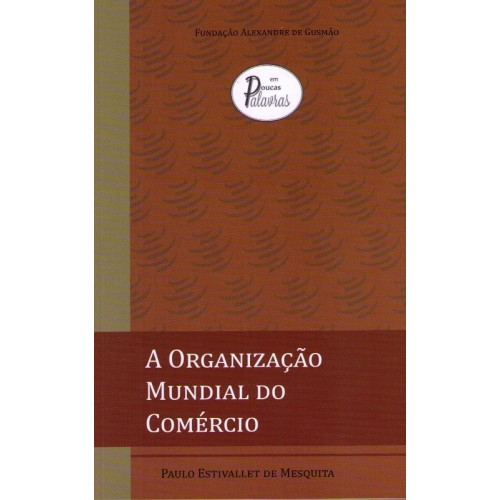 Fundação Alexandre de Gusmão
em
Poucas
Palavras
A Organização
Mundial do
Comércio
Paulo Estivallet de Mesquita